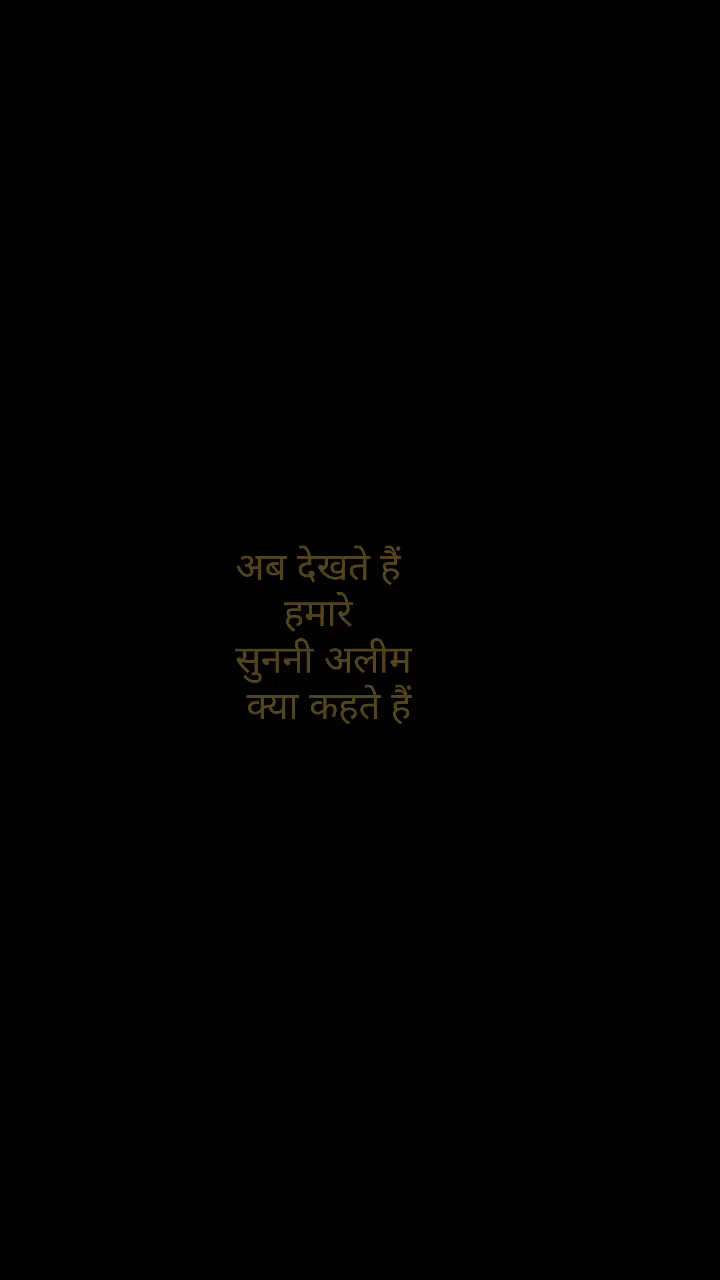 अब देखते हैं
हमारे
सुननी अलीम
क्या कहते हैं